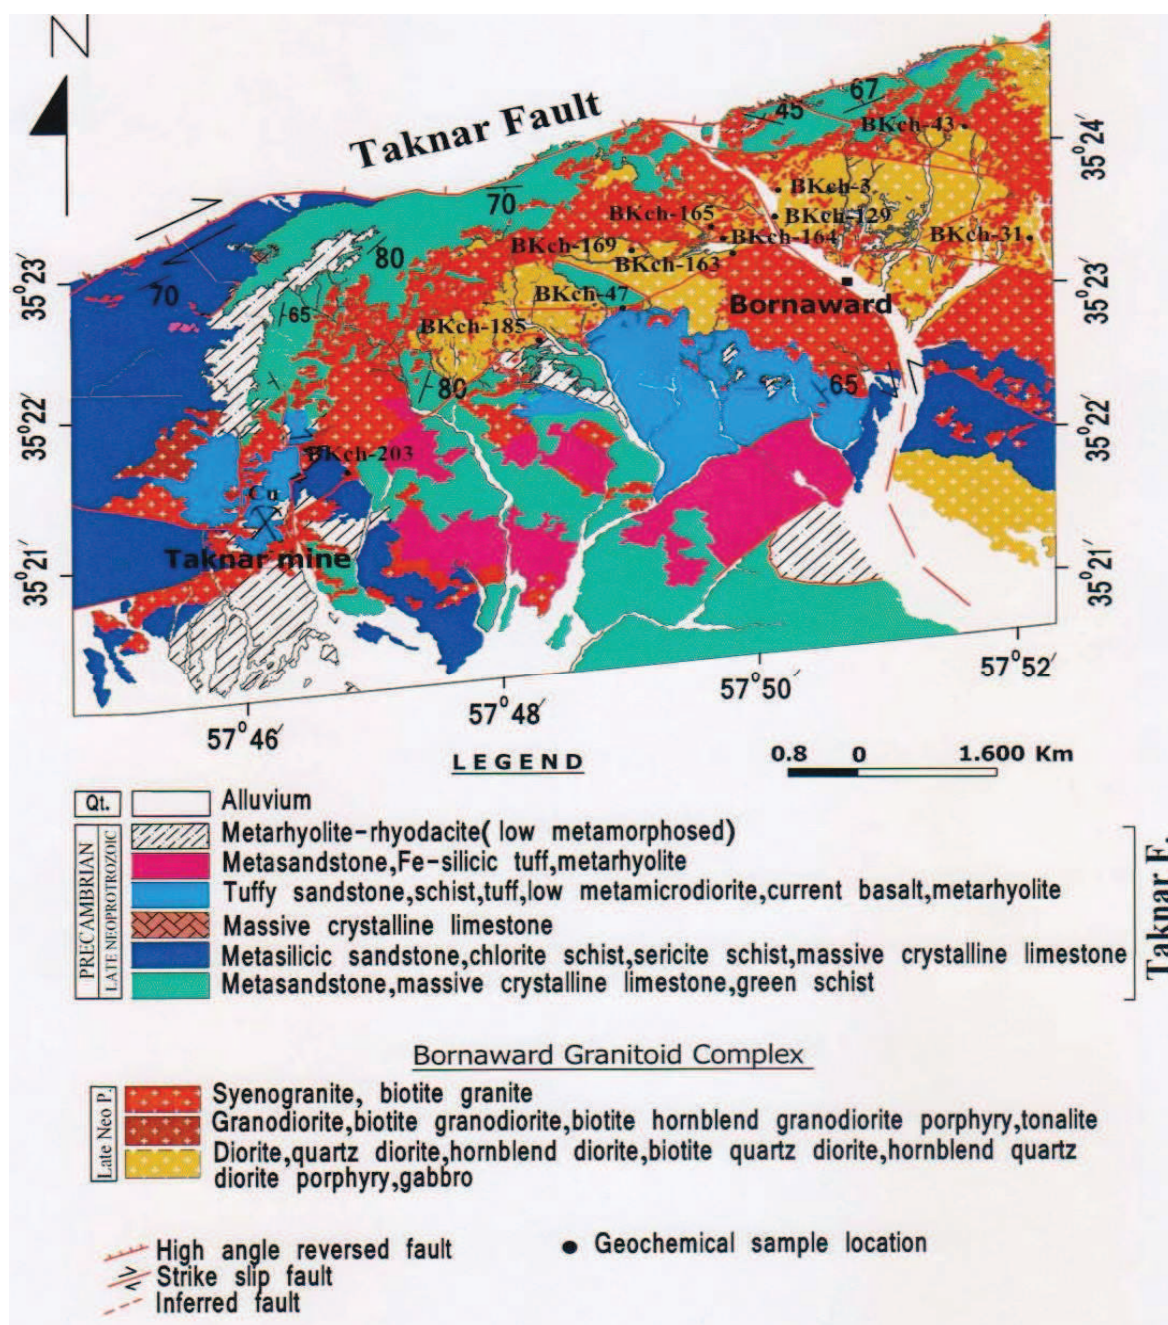 N
Taknar Fault
67
45
BKch-43
35°24′
70
BKch-3
BKch-165
BKch-129
BKch-164
BKch-31
BKch-169
BKch-163
80
35°23′
70
35°23′
BKch-47
Bornaward
65
BKch-185
80
65
35°22′
35°22′
BKch-203
Cu
Taknar mine
35°21′
35°21′
57°46′
57°48′
57°50′
57°52′
LEGEND
0.8 0 1.600 Km
Qt.
Alluvium
PRECAMBRIAN
LATE NEOPROTROZOIC
Metarhyolite-rhyodacite( low metamorphosed)
Metasandstone,Fe-silicic tuff,metarhyolite
Tuffy sandstone,schist,tuff,low metamicrodiorite,current basalt,metarhyolite
Massive crystalline limestone
Metasilicic sandstone,chlorite schist,sericite schist,massive crystalline limestone
Metasandstone,massive crystalline limestone,green schist
Taknar F.
Bornaward Granitoid Complex
Late Neo P.
Syenogranite, biotite granite
Granodiorite,biotite granodiorite,biotite hornblend granodiorite porphyry,tonalite
Diorite,quartz diorite,hornblend diorite,biotite quartz diorite,hornblend quartz
diorite porphyry,gabbro
High angle reversed fault
Geochemical sample location
Strike slip fault
Inferred fault